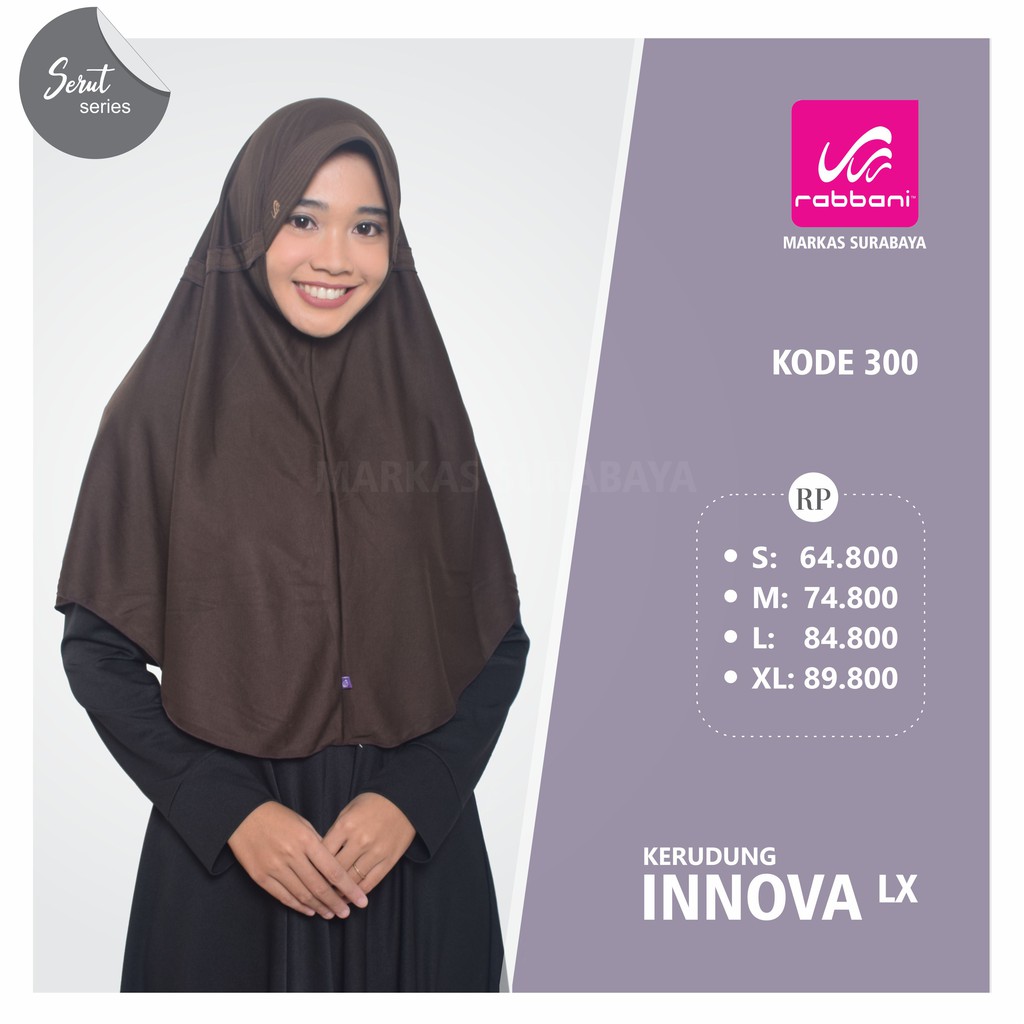 Serut
series
rabbani™
MARKAS SURABAYA
KODE 300
MARKAS SURABAYA
RP
• S: 64.800
• M: 74.800
• L: 84.800
• XL: 89.800
KERUDUNG
INNOVA LX